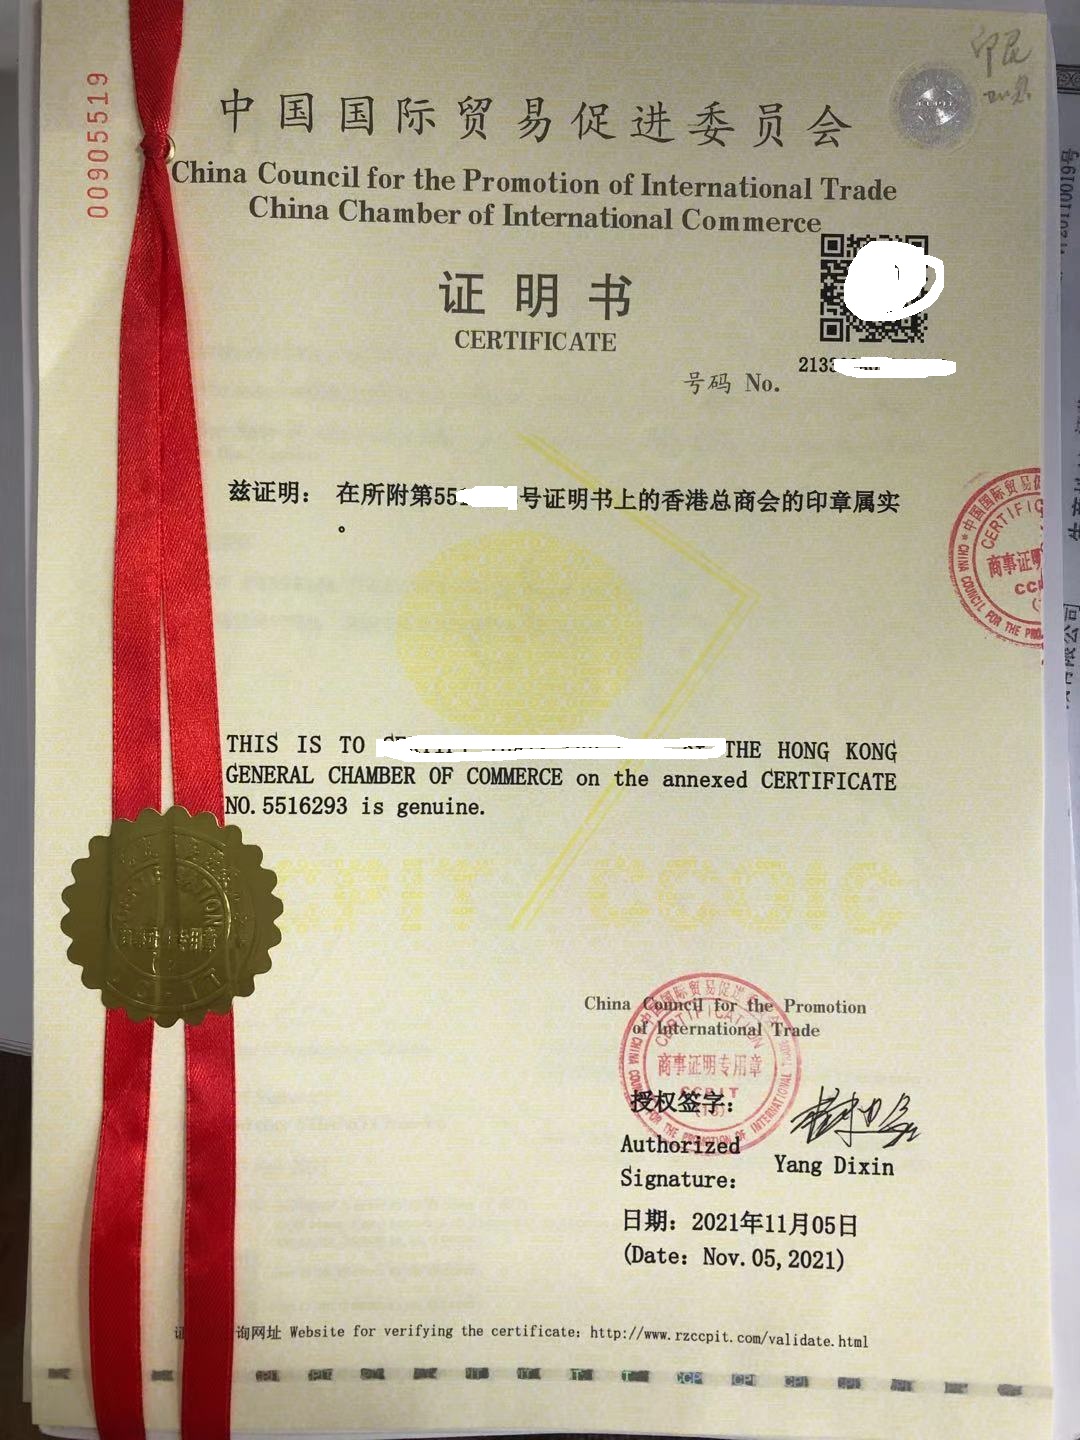 00905519
中国国际贸易促进委员会
China Council for the Promotion of International Trade
China Chamber of International Commerce
证明书
CERTIFICATE
2133
号码 No.
兹证明：在所附第551 号证明书上的香港总商会的印章属实
。
THIS IS TO THE HONG KONG
GENERAL CHAMBER OF COMMERCE on the annexed CERTIFICATE
NO.5516293 is genuine.
China Council for the Promotion
of International Trade
商事证明专用章
CCPIT
授权签字：
Authorized
Signature:
Yang Dixin
日期：2021年11月05日
(Date: Nov.05,2021)
询网址 Website for verifying the certificate: http://www.rzccpit.com/validate.html